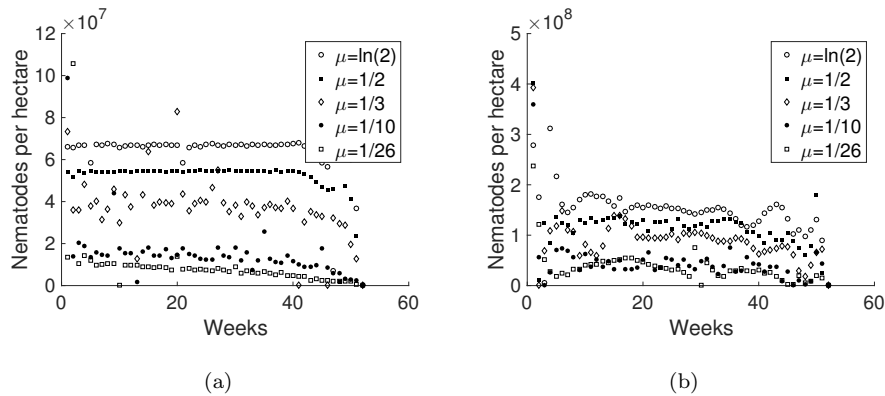 ×10⁷
12
10
8
6
4
2
0
Nematodes per hectare
0 20 40 60
Weeks
μ=ln(2)
μ=1/2
μ=1/3
μ=1/10
μ=1/26
(a)
×10⁸
5
4
3
2
1
0
Nematodes per hectare
0 20 40 60
Weeks
μ=ln(2)
μ=1/2
μ=1/3
μ=1/10
μ=1/26
(b)